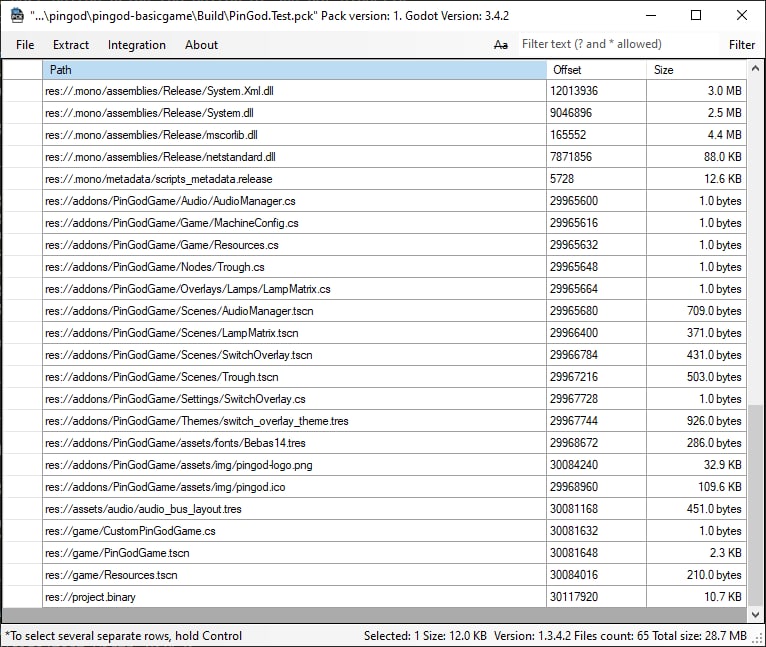 "...\pingod\pingod-basicgame\Build\PinGod.Test.pck" Pack version: 1. Godot Version: 3.4.2
File Extract Integration About Aa Filter text (? and * allowed) Filter
Path Offset Size
res://.mono/assemblies/Release/System.Xml.dll 12013936 3.0 MB
res://.mono/assemblies/Release/System.dll 9046896 2.5 MB
res://.mono/assemblies/Release/mscorlib.dll 165552 4.4 MB
res://.mono/assemblies/Release/netstandard.dll 7871856 88.0 KB
res://.mono/metadata/scripts_metadata.release 5728 12.6 KB
res://addons/PinGodGame/Audio/AudioManager.cs 29965600 1.0 bytes
res://addons/PinGodGame/Game/MachineConfig.cs 29965616 1.0 bytes
res://addons/PinGodGame/Game/Resources.cs 29965632 1.0 bytes
res://addons/PinGodGame/Nodes/Trough.cs 29965648 1.0 bytes
res://addons/PinGodGame/Overlays/Lamps/LampMatrix.cs 29965664 1.0 bytes
res://addons/PinGodGame/Scenes/AudioManager.tscn 29965680 709.0 bytes
res://addons/PinGodGame/Scenes/LampMatrix.tscn 29966400 371.0 bytes
res://addons/PinGodGame/Scenes/SwitchOverlay.tscn 29966784 431.0 bytes
res://addons/PinGodGame/Scenes/Trough.tscn 29967216 503.0 bytes
res://addons/PinGodGame/Settings/SwitchOverlay.cs 29967728 1.0 bytes
res://addons/PinGodGame/Themes/switch_overlay_theme.tres 29967744 926.0 bytes
res://addons/PinGodGame/assets/fonts/Bebas14.tres 29968672 286.0 bytes
res://addons/PinGodGame/assets/img/pingod-logo.png 30084240 32.9 KB
res://addons/PinGodGame/assets/img/pingod.ico 29968960 109.6 KB
res://assets/audio/audio_bus_layout.tres 30081168 451.0 bytes
res://game/CustomPinGodGame.cs 30081632 1.0 bytes
res://game/PinGodGame.tscn 30081648 2.3 KB
res://game/Resources.tscn 30084016 210.0 bytes
res://project.binary 30117920 10.7 KB
*To select several separate rows, hold Control Selected: 1 Size: 12.0 KB Version: 1.3.4.2 Files count: 65 Total size: 28.7 MB